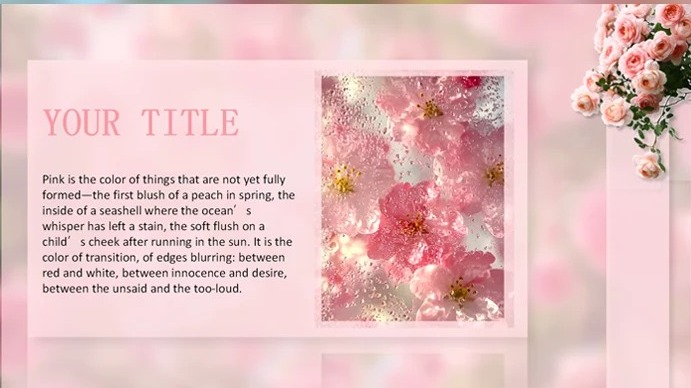 YOUR TITLE
Pink is the color of things that are not yet fully
formed—the first blush of a peach in spring, the
inside of a seashell where the ocean’s
whisper has left a stain, the soft flush on a
child’s cheek after running in the sun. It is the
color of transition, of edges blurring: between
red and white, between innocence and desire,
between the unsaid and the too-loud.